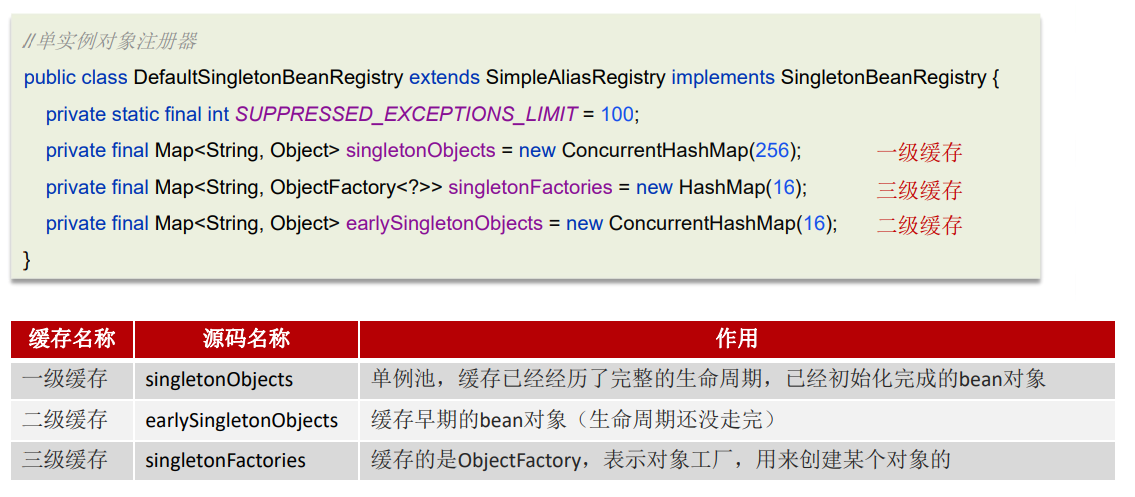 //单实例对象注册器
public class DefaultSingletonBeanRegistry extends SimpleAliasRegistry implements SingletonBeanRegistry {
private static final int SUPPRESSED_EXCEPTIONS_LIMIT = 100;
private final Map<String, Object> singletonObjects = new ConcurrentHashMap(256); 一级缓存
private final Map<String, ObjectFactory<?>> singletonFactories = new HashMap(16); 三级缓存
private final Map<String, Object> earlySingletonObjects = new ConcurrentHashMap(16); 二级缓存
}
缓存名称 源码名称 作用
一级缓存 singletonObjects 单例池，缓存已经经历了完整的生命周期，已经初始化完成的bean对象
二级缓存 earlySingletonObjects 缓存早期的bean对象（生命周期还没走完）
三级缓存 singletonFactories 缓存的是ObjectFactory，表示对象工厂，用来创建某个对象的